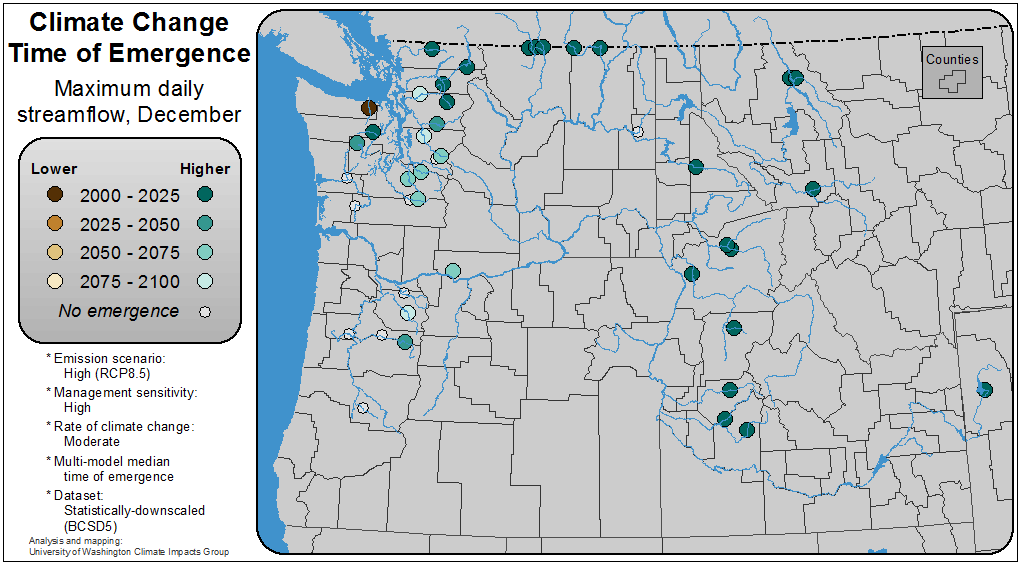 Climate Change
Time of Emergence
Maximum daily
streamflow, December
Lower Higher
2000 - 2025
2025 - 2050
2050 - 2075
2075 - 2100
No emergence
* Emission scenario:
High (RCP8.5)
* Management sensitivity:
High
* Rate of climate change:
Moderate
* Multi-model median
time of emergence
* Dataset:
Statistically-downscaled
(BCSD5)
Analysis and mapping:
University of Washington Climate Impacts Group
Counties